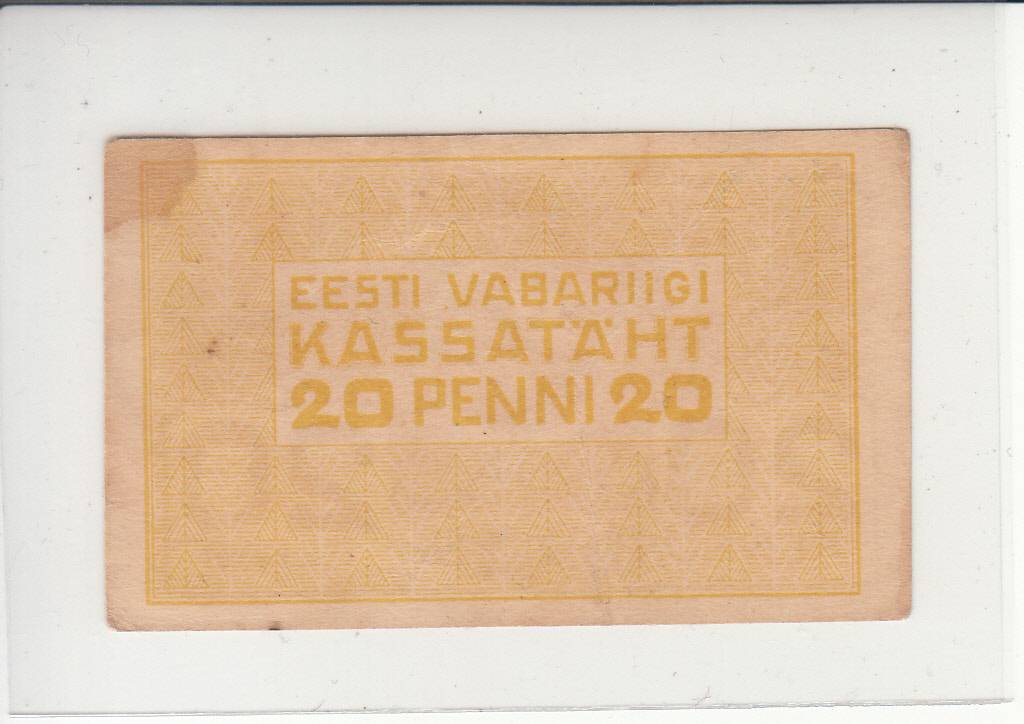 EESTI VABARIIGI
KASSATÄHT
20 PENNI 20